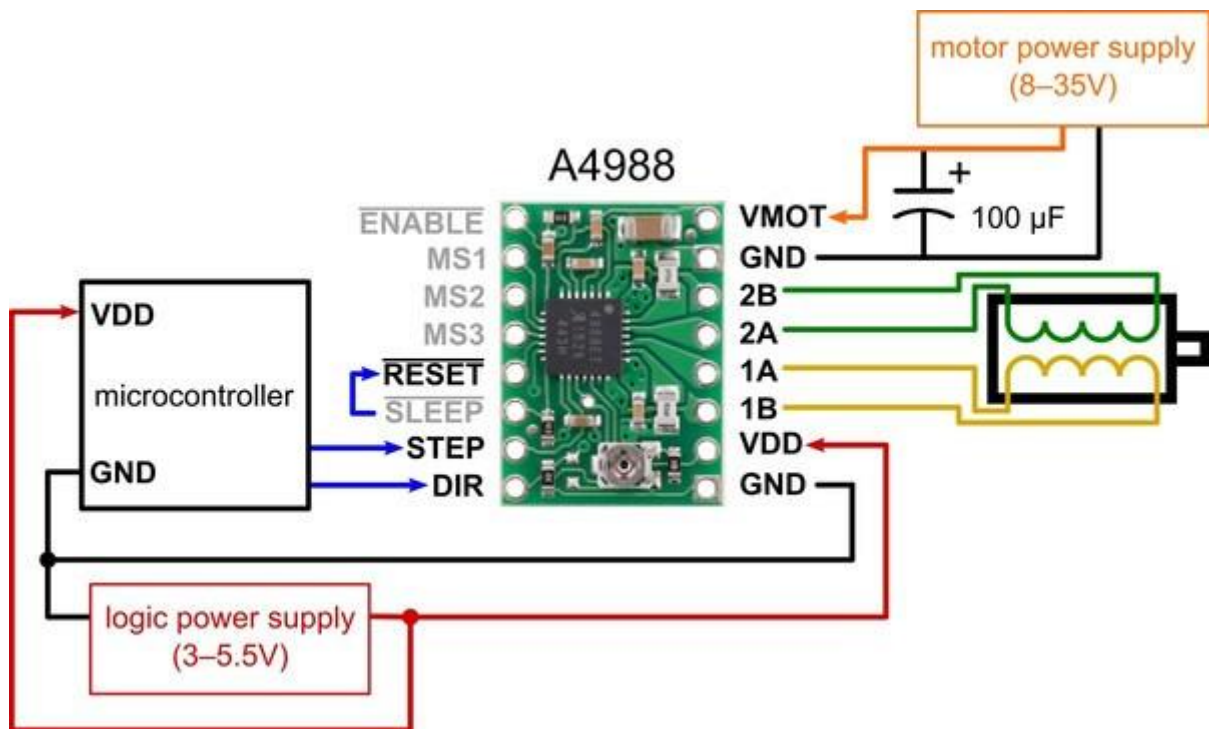 motor power supply
(8–35V)
A4988
+
100 µF
ENABLE
VMOT
MS1
GND
MS2
2B
MS3
2A
RESET
1A
SLEEP
1B
STEP
VDD
DIR
GND
VDD
microcontroller
GND
logic power supply
(3–5.5V)